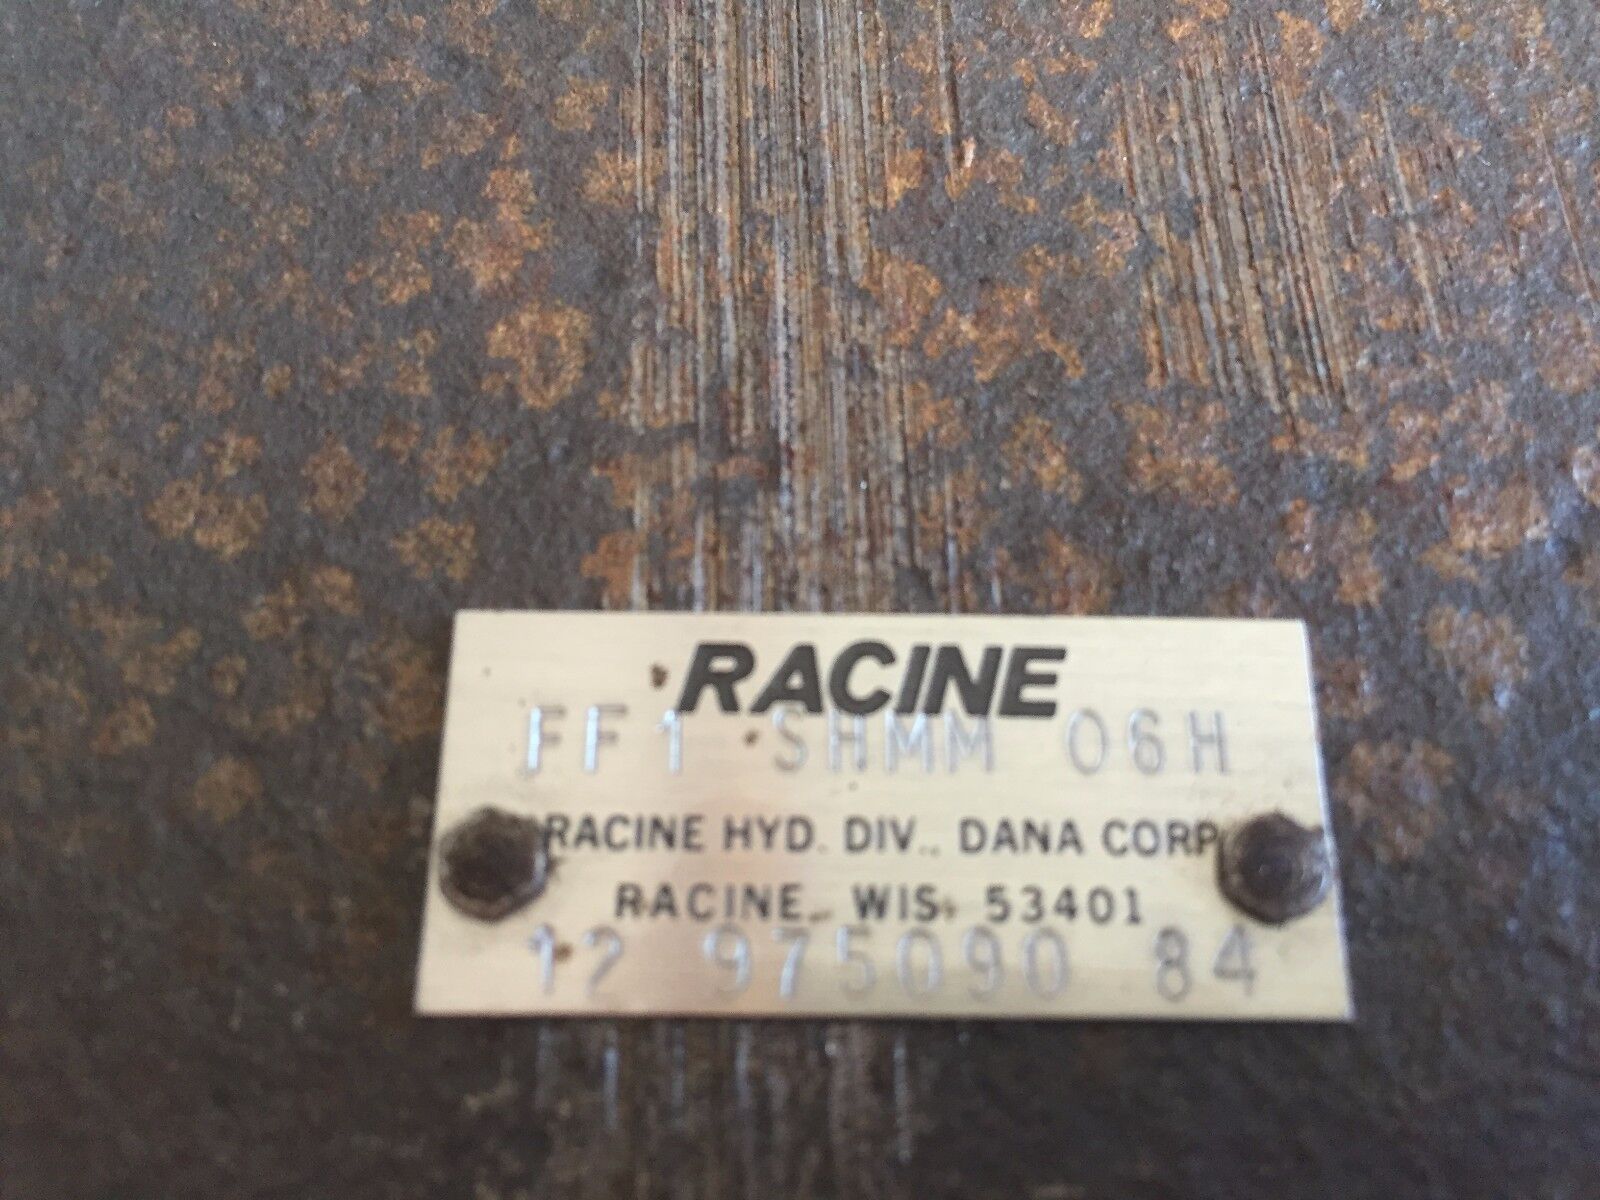 RACINE
FF1 SHMM 06H
RACINE HYD. DIV., DANA CORP
RACINE, WIS. 53401
12 975090 84